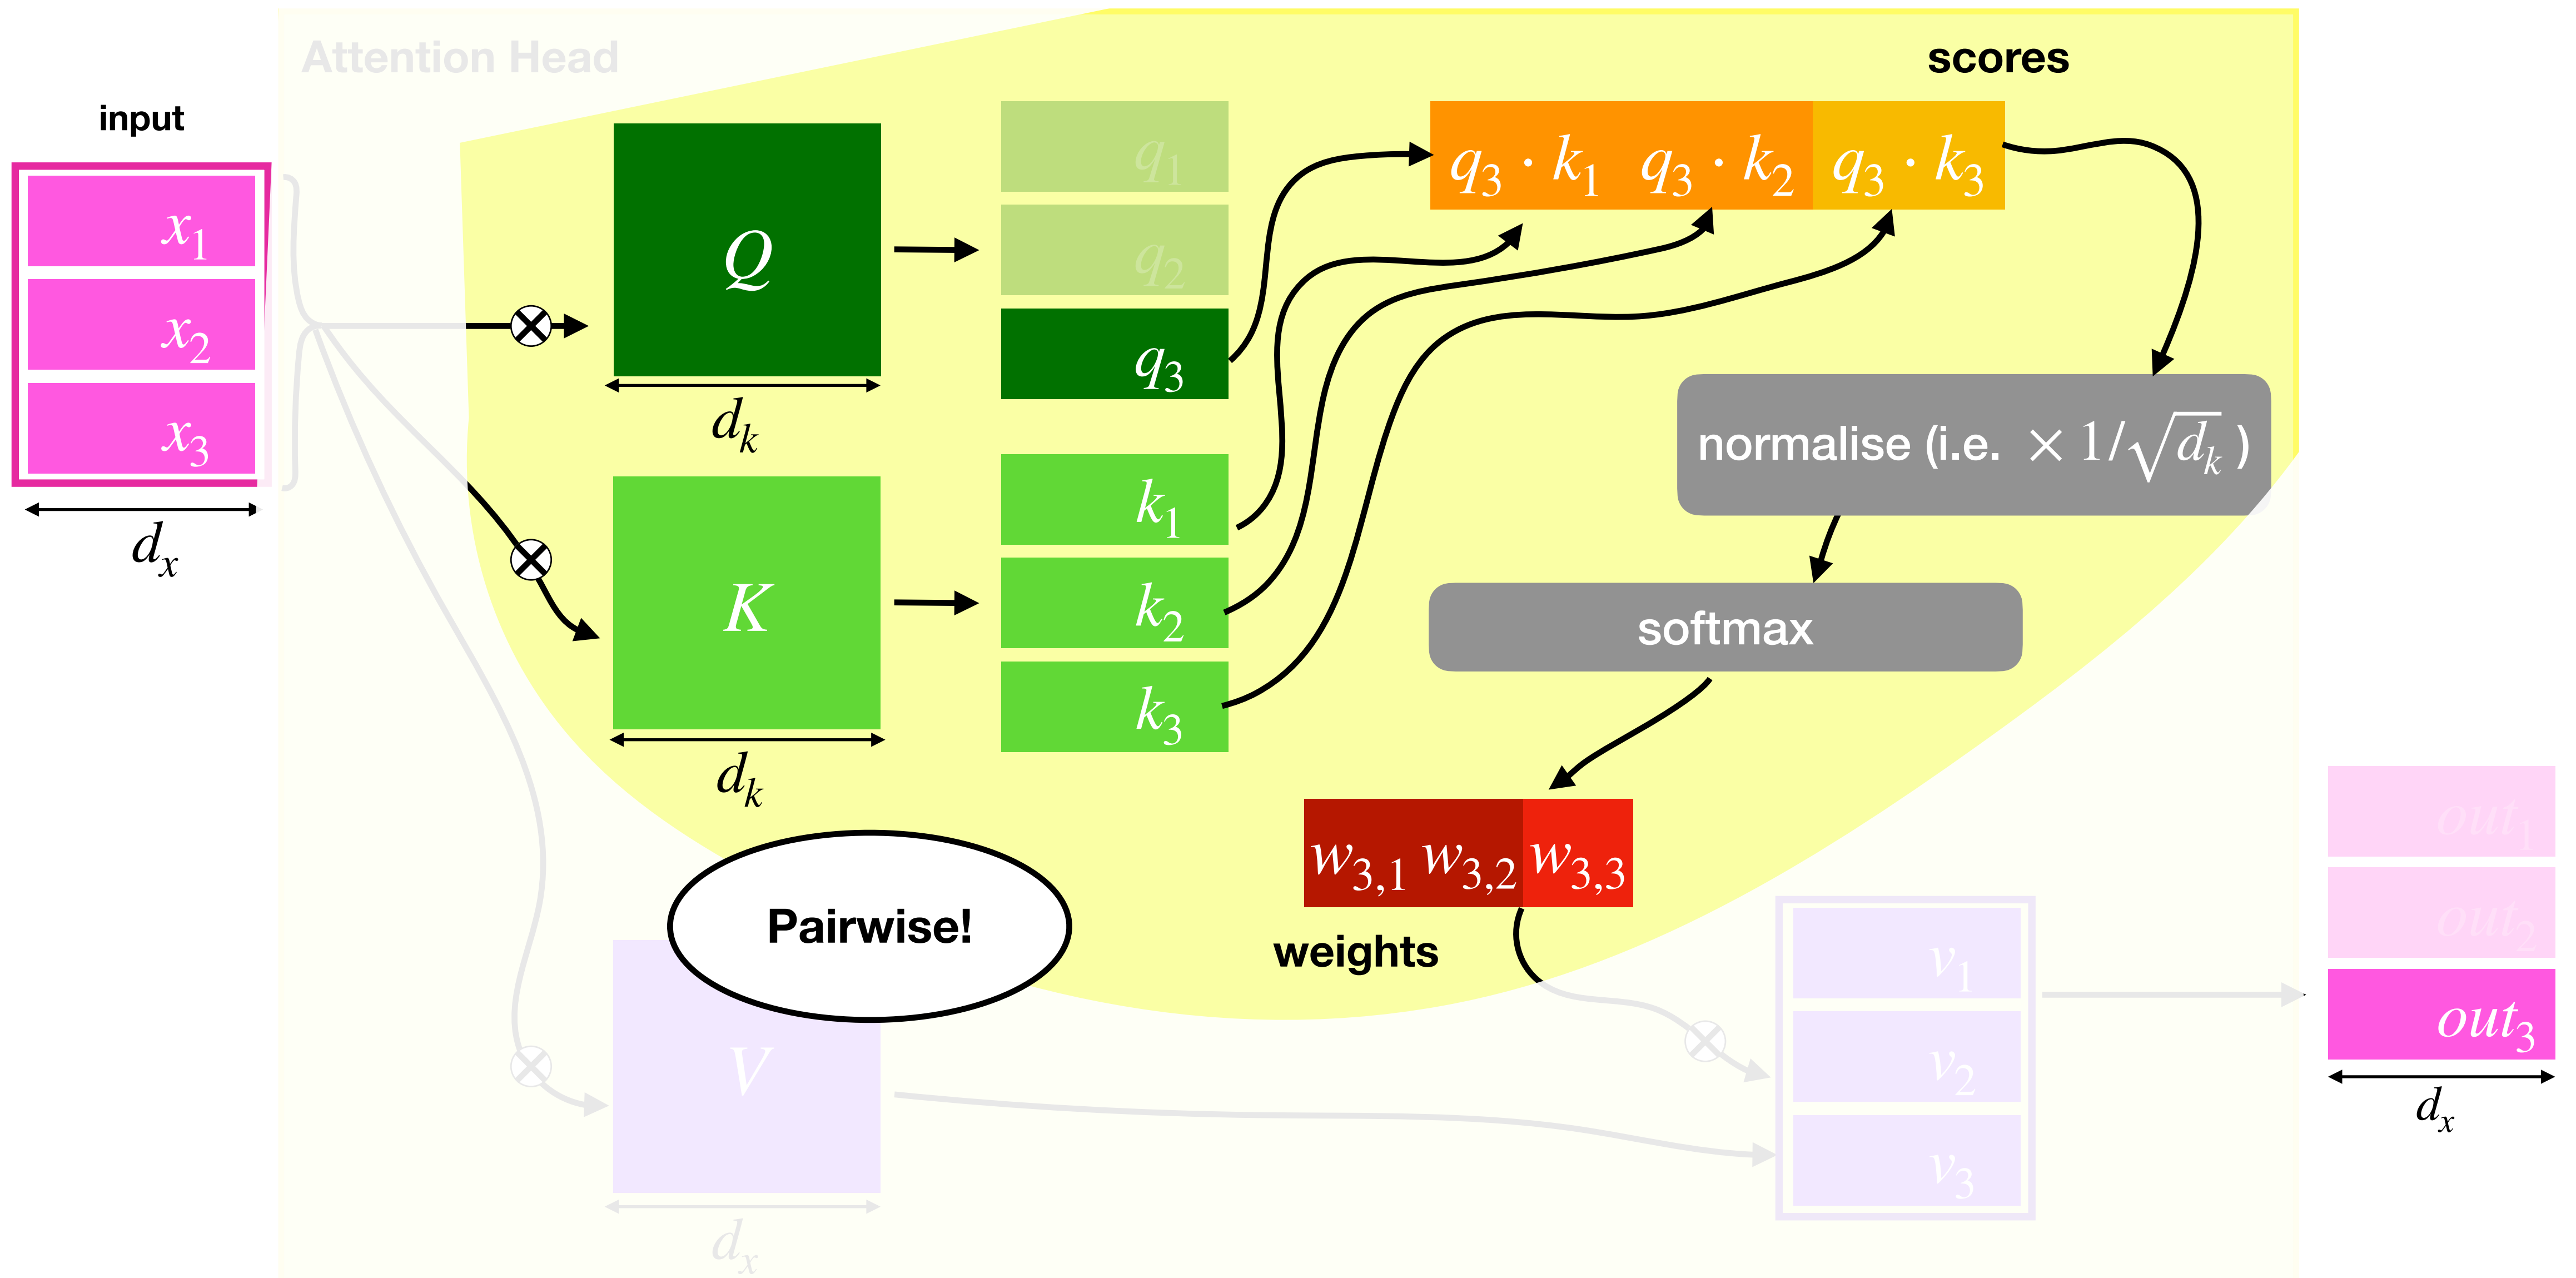 Attention Head
input
x₁
x₂
x₃
dₓ
Q
dₖ
K
dₖ
V
dₓ
q₁
q₂
q₃
k₁
k₂
k₃
scores
q₃ · k₁ q₃ · k₂ q₃ · k₃
normalise (i.e. × 1/√dₖ )
softmax
w₃,₁ w₃,₂ w₃,₃
weights
Pairwise!
v₁
v₂
v₃
out₁
out₂
out₃
dₓ